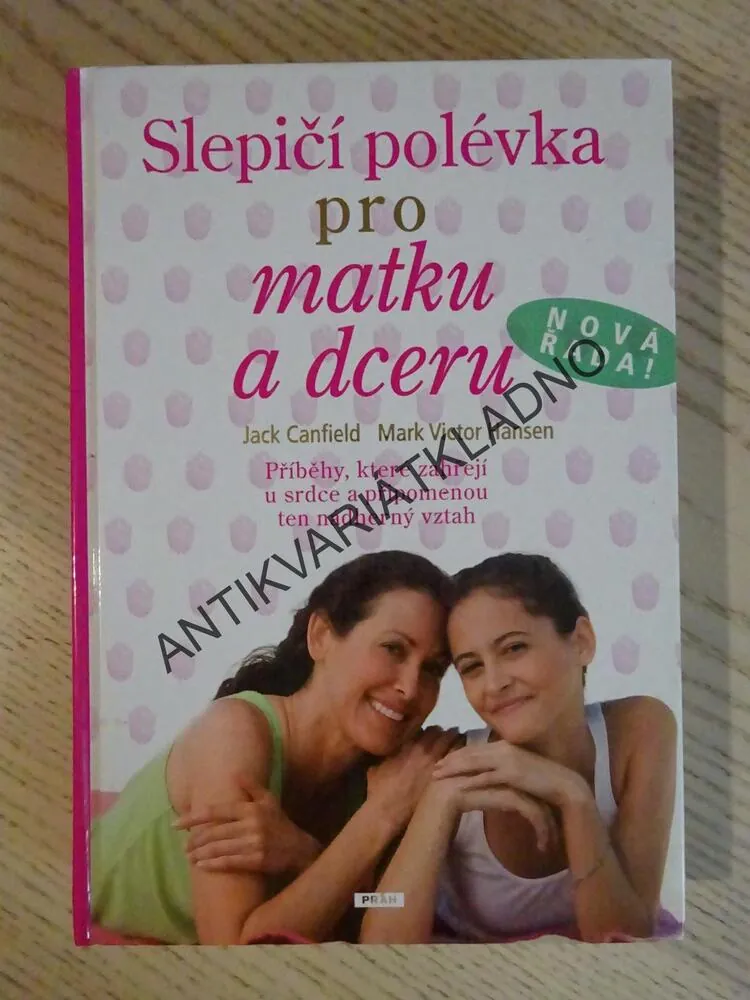 Slepičí polévka
pro
matku
a dceru
NOVÁ
ŘADA!
Jack Canfield Mark Victor Hansen
Příběhy, které zahřejí
u srdce a připomenou
ten nádherný vztah
ANTIKVARIÁTKLADNO
PRÁH